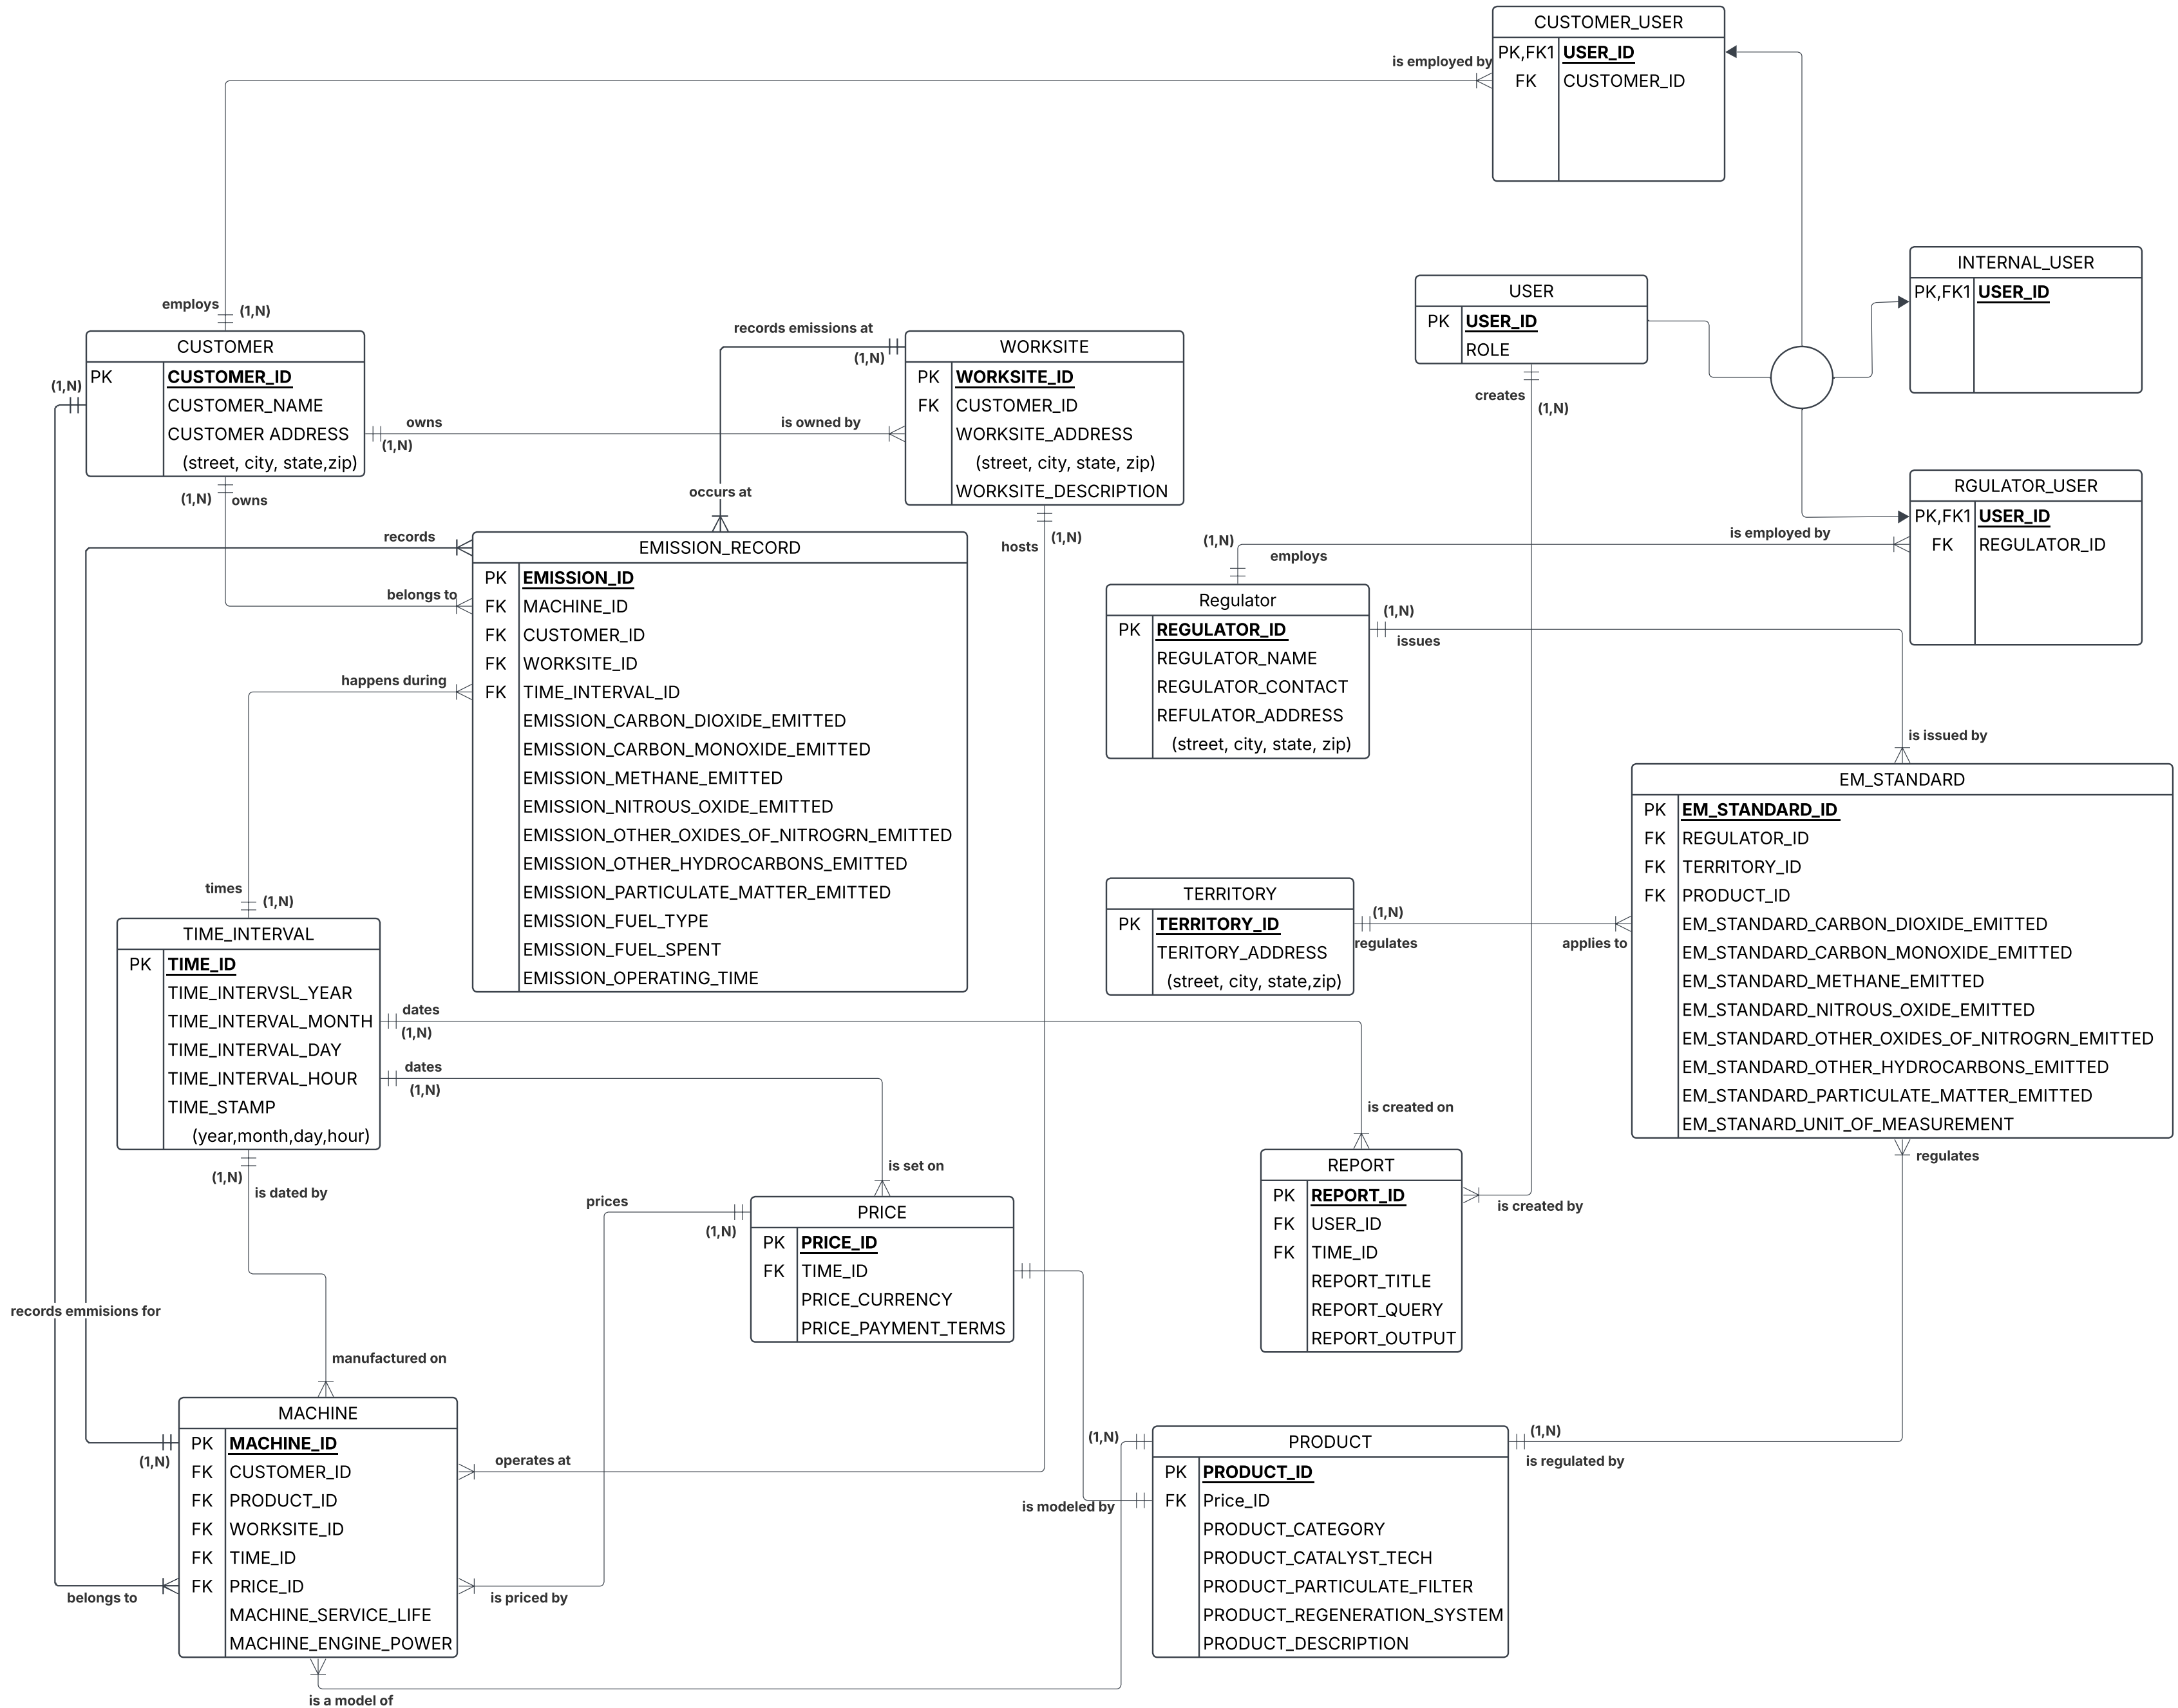 CUSTOMER_USER
PK,FK1 USER_ID
FK CUSTOMER_ID
is employed by
INTERNAL_USER
PK,FK1 USER_ID
USER
PK USER_ID
ROLE
creates
(1,N)
employs
(1,N)
CUSTOMER
PK CUSTOMER_ID
CUSTOMER_NAME
CUSTOMER ADDRESS
(street, city, state,zip)
(1,N)
owns
(1,N)
is owned by
(1,N)
owns
records emissions at
(1,N)
occurs at
WORKSITE
PK WORKSITE_ID
FK CUSTOMER_ID
WORKSITE_ADDRESS
(street, city, state, zip)
WORKSITE_DESCRIPTION
hosts
(1,N)
RGULATOR_USER
PK,FK1 USER_ID
FK REGULATOR_ID
is employed by
(1,N)
employs
records
belongs to
happens during
EMISSION_RECORD
PK EMISSION_ID
FK MACHINE_ID
FK CUSTOMER_ID
FK WORKSITE_ID
FK TIME_INTERVAL_ID
EMISSION_CARBON_DIOXIDE_EMITTED
EMISSION_CARBON_MONOXIDE_EMITTED
EMISSION_METHANE_EMITTED
EMISSION_NITROUS_OXIDE_EMITTED
EMISSION_OTHER_OXIDES_OF_NITROGRN_EMITTED
EMISSION_OTHER_HYDROCARBONS_EMITTED
EMISSION_PARTICULATE_MATTER_EMITTED
EMISSION_FUEL_TYPE
EMISSION_FUEL_SPENT
EMISSION_OPERATING_TIME
Regulator
PK REGULATOR_ID
REGULATOR_NAME
REGULATOR_CONTACT
REFULATOR_ADDRESS
(street, city, state, zip)
(1,N)
issues
is issued by
EM_STANDARD
PK EM_STANDARD_ID
FK REGULATOR_ID
FK TERRITORY_ID
FK PRODUCT_ID
EM_STANDARD_CARBON_DIOXIDE_EMITTED
EM_STANDARD_CARBON_MONOXIDE_EMITTED
EM_STANDARD_METHANE_EMITTED
EM_STANDARD_NITROUS_OXIDE_EMITTED
EM_STANDARD_OTHER_OXIDES_OF_NITROGRN_EMITTED
EM_STANDARD_OTHER_HYDROCARBONS_EMITTED
EM_STANDARD_PARTICULATE_MATTER_EMITTED
EM_STANARD_UNIT_OF_MEASUREMENT
regulates
TERRITORY
PK TERRITORY_ID
TERITORY_ADDRESS
(street, city, state,zip)
(1,N)
regulates
applies to
times
(1,N)
TIME_INTERVAL
PK TIME_ID
TIME_INTERVSL_YEAR
TIME_INTERVAL_MONTH
TIME_INTERVAL_DAY
TIME_INTERVAL_HOUR
TIME_STAMP
(year,month,day,hour)
dates
(1,N)
dates
(1,N)
(1,N)
is dated by
is created on
is set on
REPORT
PK REPORT_ID
FK USER_ID
FK TIME_ID
REPORT_TITLE
REPORT_QUERY
REPORT_OUTPUT
is created by
prices
(1,N)
PRICE
PK PRICE_ID
FK TIME_ID
PRICE_CURRENCY
PRICE_PAYMENT_TERMS
records emmisions for
manufactured on
MACHINE
PK MACHINE_ID
FK CUSTOMER_ID
FK PRODUCT_ID
FK WORKSITE_ID
FK TIME_ID
FK PRICE_ID
MACHINE_SERVICE_LIFE
MACHINE_ENGINE_POWER
(1,N)
belongs to
operates at
is priced by
is a model of
(1,N)
is modeled by
PRODUCT
PK PRODUCT_ID
FK Price_ID
PRODUCT_CATEGORY
PRODUCT_CATALYST_TECH
PRODUCT_PARTICULATE_FILTER
PRODUCT_REGENERATION_SYSTEM
PRODUCT_DESCRIPTION
(1,N)
is regulated by